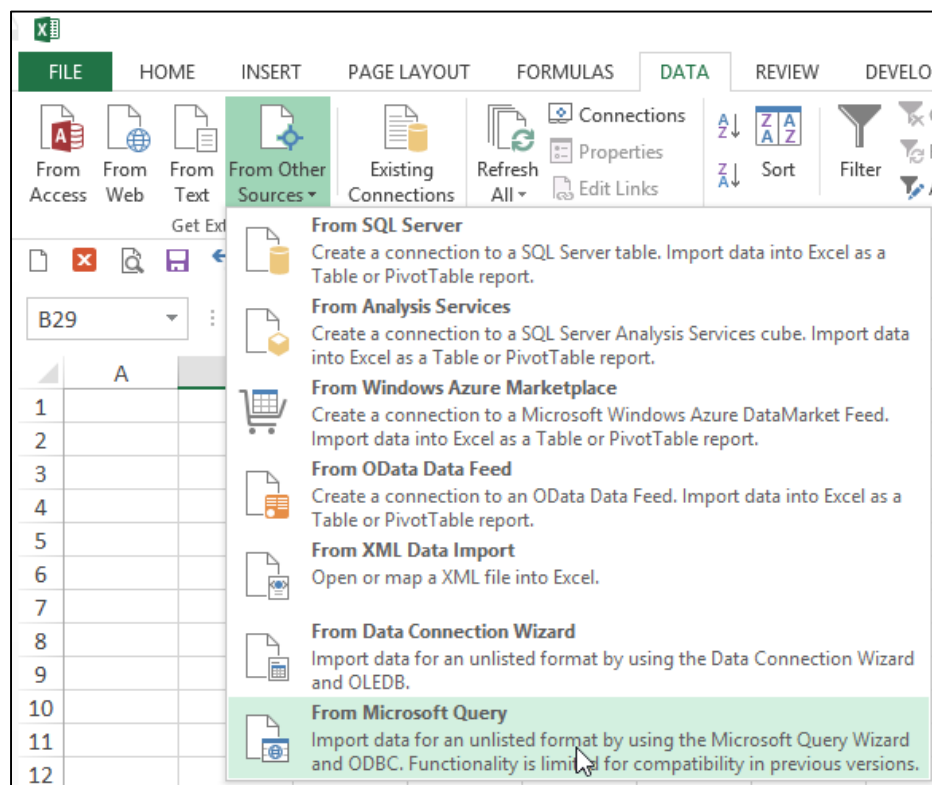 FILE HOME INSERT PAGE LAYOUT FORMULAS DATA REVIEW DEVELO
From Access
From Web
From Text
From Other Sources
Existing Connections
Refresh All
Connections
Properties
Edit Links
Sort
Filter
Get Ext
B29
A
From SQL Server
Create a connection to a SQL Server table. Import data into Excel as a
Table or PivotTable report.
From Analysis Services
Create a connection to a SQL Server Analysis Services cube. Import data
into Excel as a Table or PivotTable report.
From Windows Azure Marketplace
Create a connection to a Microsoft Windows Azure DataMarket Feed.
Import data into Excel as a Table or PivotTable report.
From OData Data Feed
Create a connection to an OData Data Feed. Import data into Excel as a
Table or PivotTable report.
From XML Data Import
Open or map a XML file into Excel.
From Data Connection Wizard
Import data for an unlisted format by using the Data Connection Wizard
and OLEDB.
From Microsoft Query
Import data for an unlisted format by using the Microsoft Query Wizard
and ODBC. Functionality is limited for compatibility in previous versions.
1
2
3
4
5
6
7
8
9
10
11
12